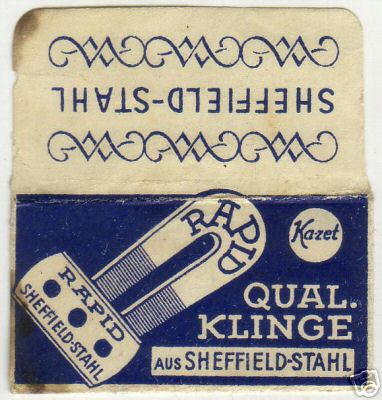 SHEFFIELD-STAHL
RAPID
Kazet
RAPID
SHEFFIELD-STAHL
QUAL.
KLINGE
AUS SHEFFIELD-STAHL